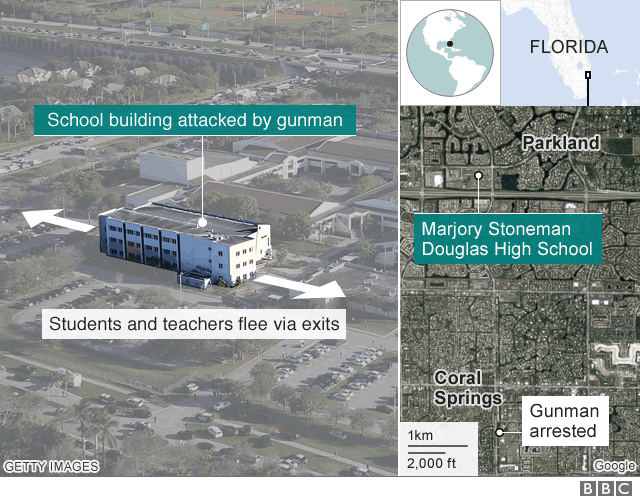 School building attacked by gunman
Students and teachers flee via exits
GETTY IMAGES
FLORIDA
Parkland
Marjory Stoneman
Douglas High School
Coral
Springs
Gunman
arrested
1km
2,000 ft
Google
BBC